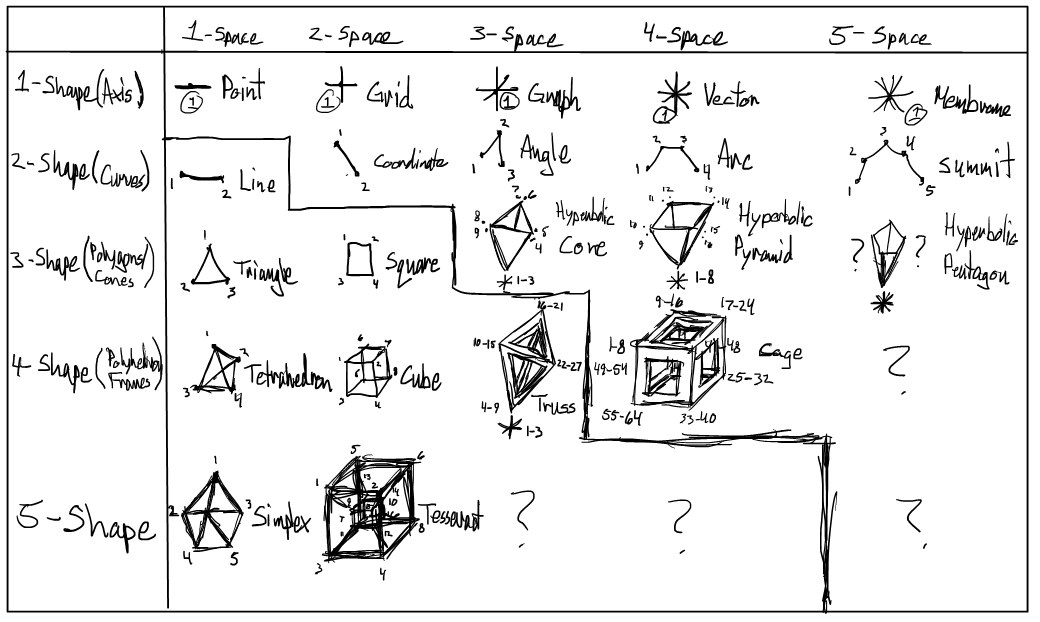 1-Space 2-Space 3-Space 4-Space 5-Space
1-Shape (Axis) 1 Point 1 Grid 1 Graph 1 Vector 1 Membrane
2-Shape (Curves) 1 2 Line 1 2 Coordinate 1 2 3 Angle 1 2 3 4 Arc 1 2 3 4 5 Summit
3-Shape (Polygons/Cones) 1 2 3 Triangle 1 2 3 4 Square 7. .6 8. 9. .5 4 1-3 Hyperbolic Cone 11 12 13 .14 10 9 15 16 1-8 Hyperbolic Pyramid ? ? Hyperbolic Pentagon
4-Shape (Polyhedron/Frames) 1 2 3 4 Tetrahedron 1 6 7 3 4 8 Cube 16-21 10-15 22-27 4-9 1-3 Truss 9-16 17-24 1-8 41-48 49-54 25-32 55-64 33-40 Cage ?
5-Shape 1 2 3 4 5 Simplex 5 6 1 13 2 14 10 7 8 12 3 4 Tesseract ? ? ?